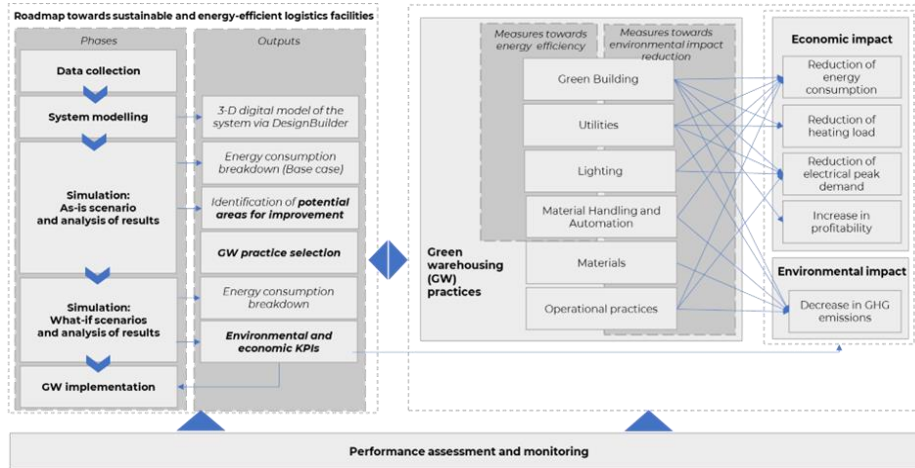 Roadmap towards sustainable and energy-efficient logistics facilities
Phases
Data collection
System modelling
Simulation:
As-is scenario
and analysis of results
Simulation:
What-if scenarios
and analysis of results
GW implementation
Outputs
3-D digital model of the
system via DesignBuilder
Energy consumption
breakdown (Base case)
Identification of potential
areas for improvement
GW practice selection
Energy consumption
breakdown
Environmental and
economic KPIs
Green
warehousing
(GW)
practices
Measures towards
energy efficiency
Measures towards
environmental impact
reduction
Green Building
Utilities
Lighting
Material Handling and
Automation
Materials
Operational practices
Economic impact
Reduction of
energy
consumption
Reduction of
heating load
Reduction of
electrical peak
demand
Increase in
profitability
Environmental impact
Decrease in GHG
emissions
Performance assessment and monitoring